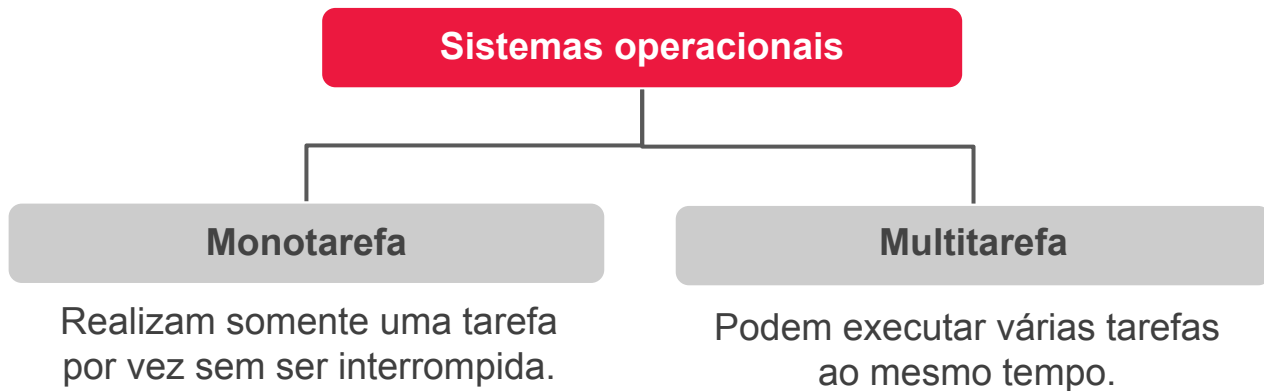 Sistemas operacionais
Monotarefa
Realizam somente uma tarefa
por vez sem ser interrompida.
Multitarefa
Podem executar várias tarefas
ao mesmo tempo.